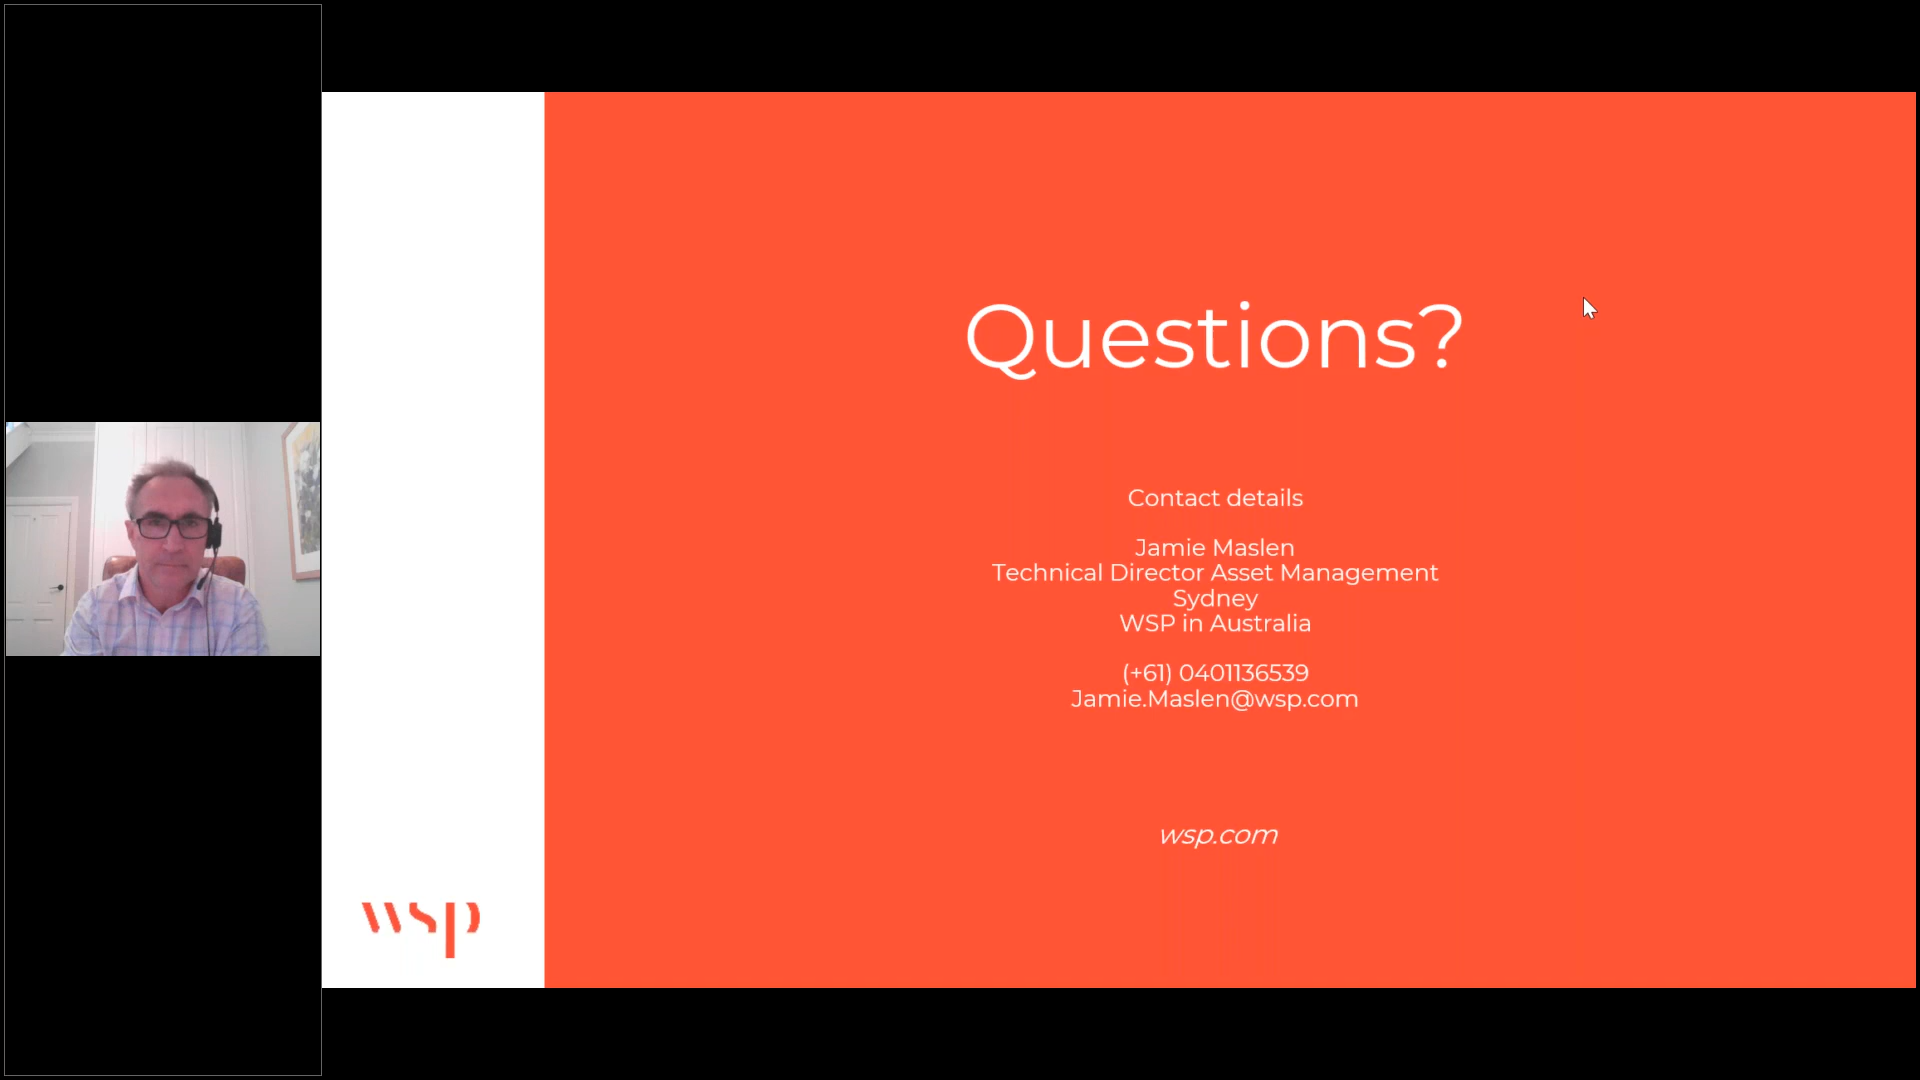 Questions?
Contact details
Jamie Maslen
Technical Director Asset Management
Sydney
WSP in Australia
(+61) 0401136539
Jamie.Maslen@wsp.com
wsp.com
wsp